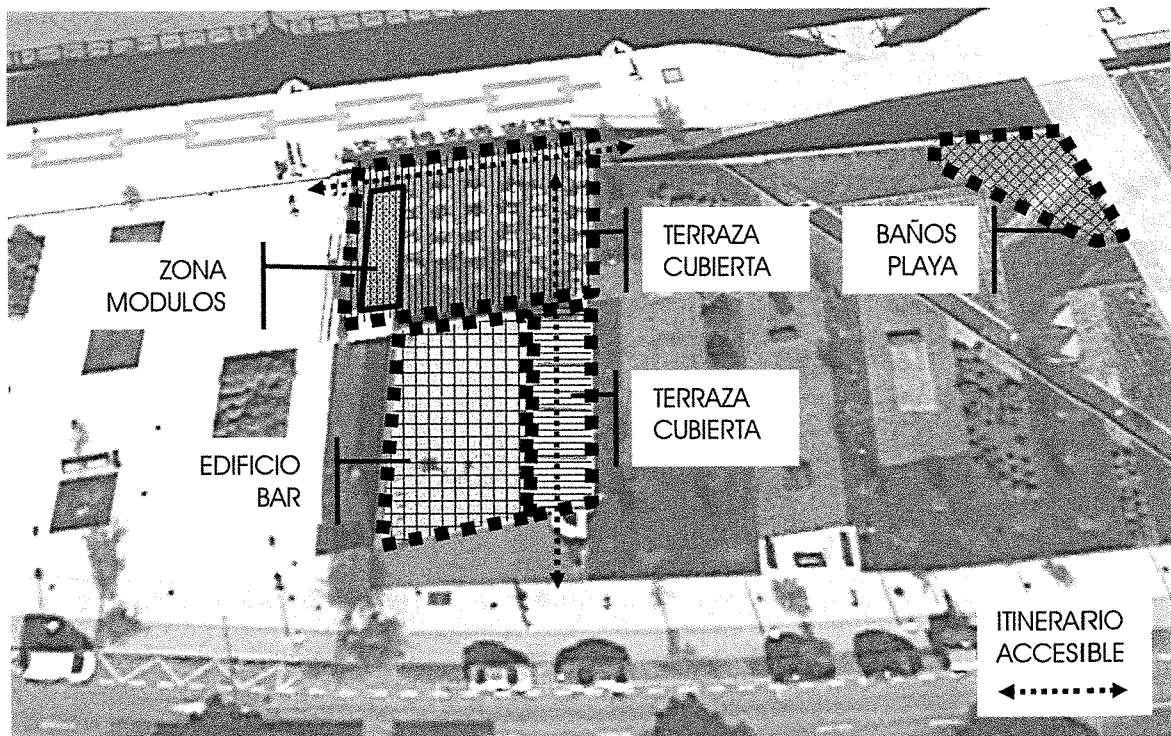 TERRAZA
CUBIERTA
BAÑOS
PLAYA
ZONA
MODULOS
TERRAZA
CUBIERTA
EDIFICIO
BAR
ITINERARIO
ACCESIBLE